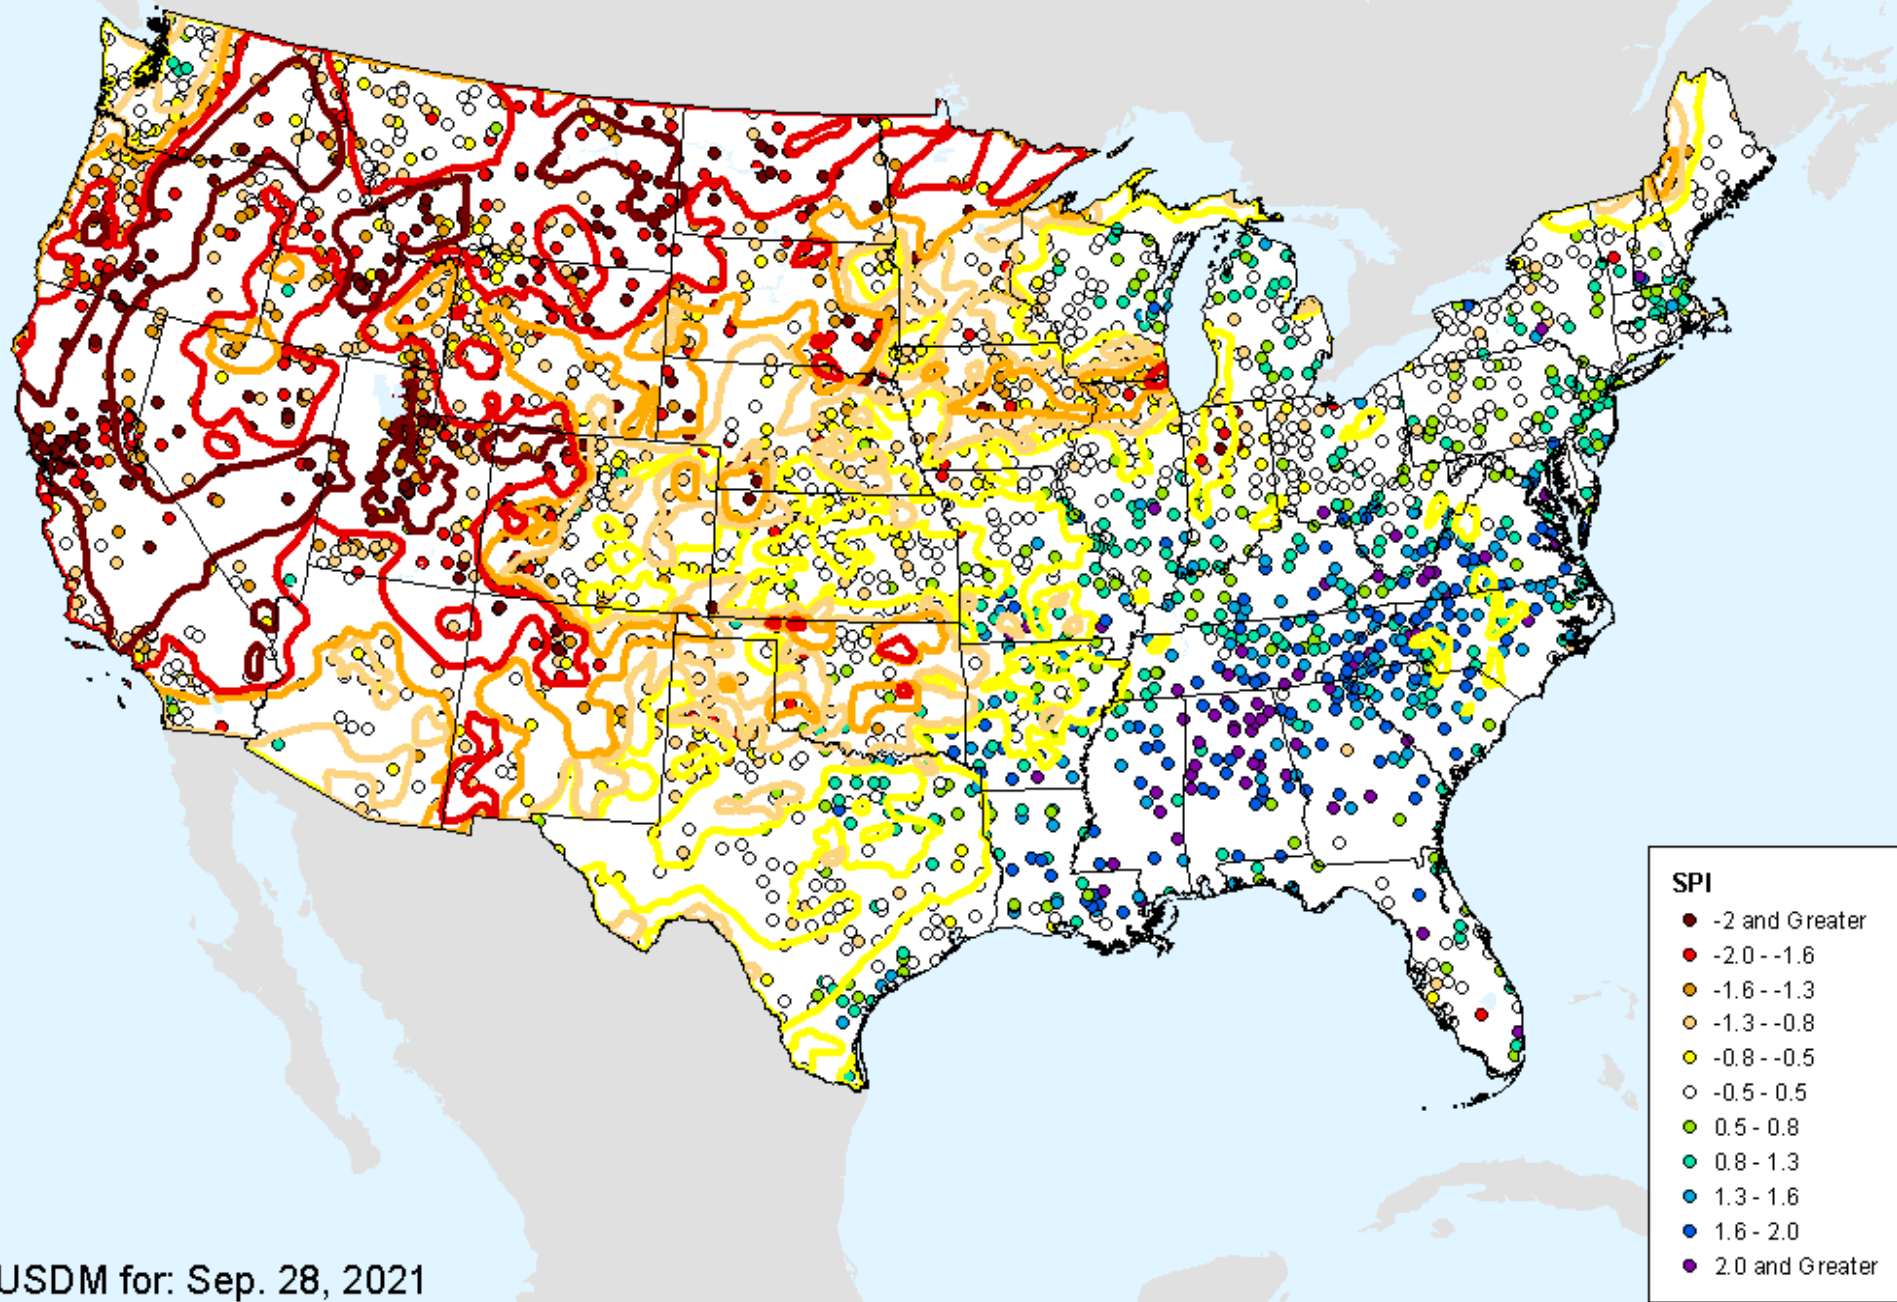 SPI
-2 and Greater
-2.0 - -1.6
-1.6 - -1.3
-1.3 - -0.8
-0.8 - -0.5
-0.5 - 0.5
0.5 - 0.8
0.8 - 1.3
1.3 - 1.6
1.6 - 2.0
2.0 and Greater
USDM for: Sep. 28, 2021